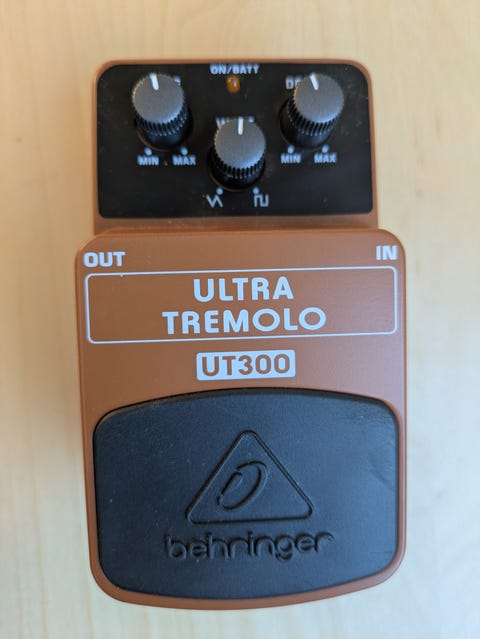 ON/BATT
MIN MAX
MIN MAX
OUT
IN
ULTRA
TREMOLO
UT300
behringer